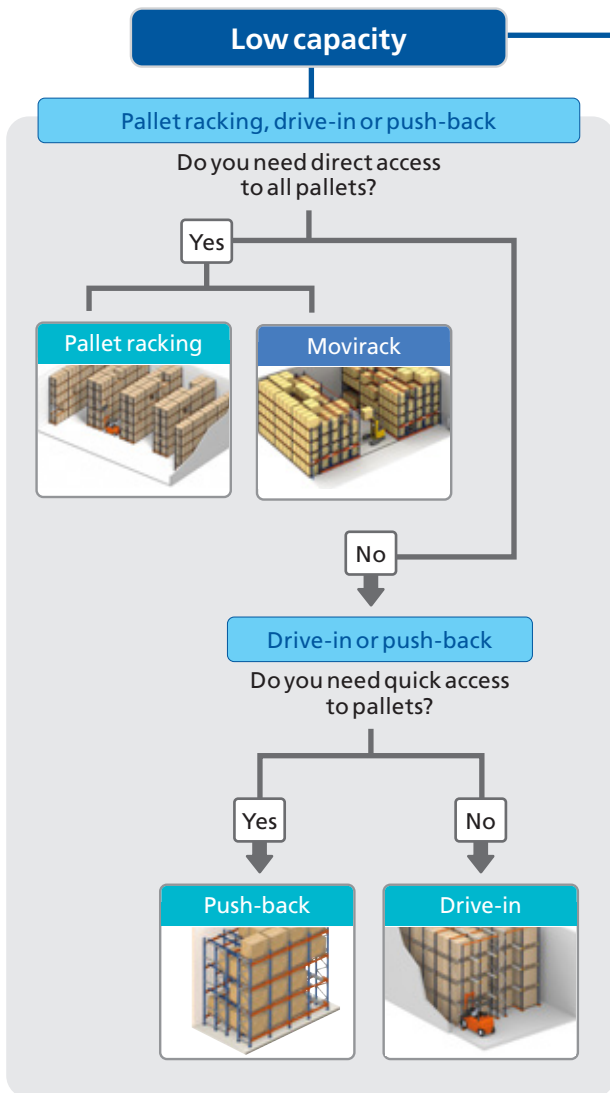 Low capacity
Pallet racking, drive-in or push-back
Do you need direct access
to all pallets?
Yes
Pallet racking
Movirack
No
Drive-in or push-back
Do you need quick access
to pallets?
Yes
No
Push-back
Drive-in